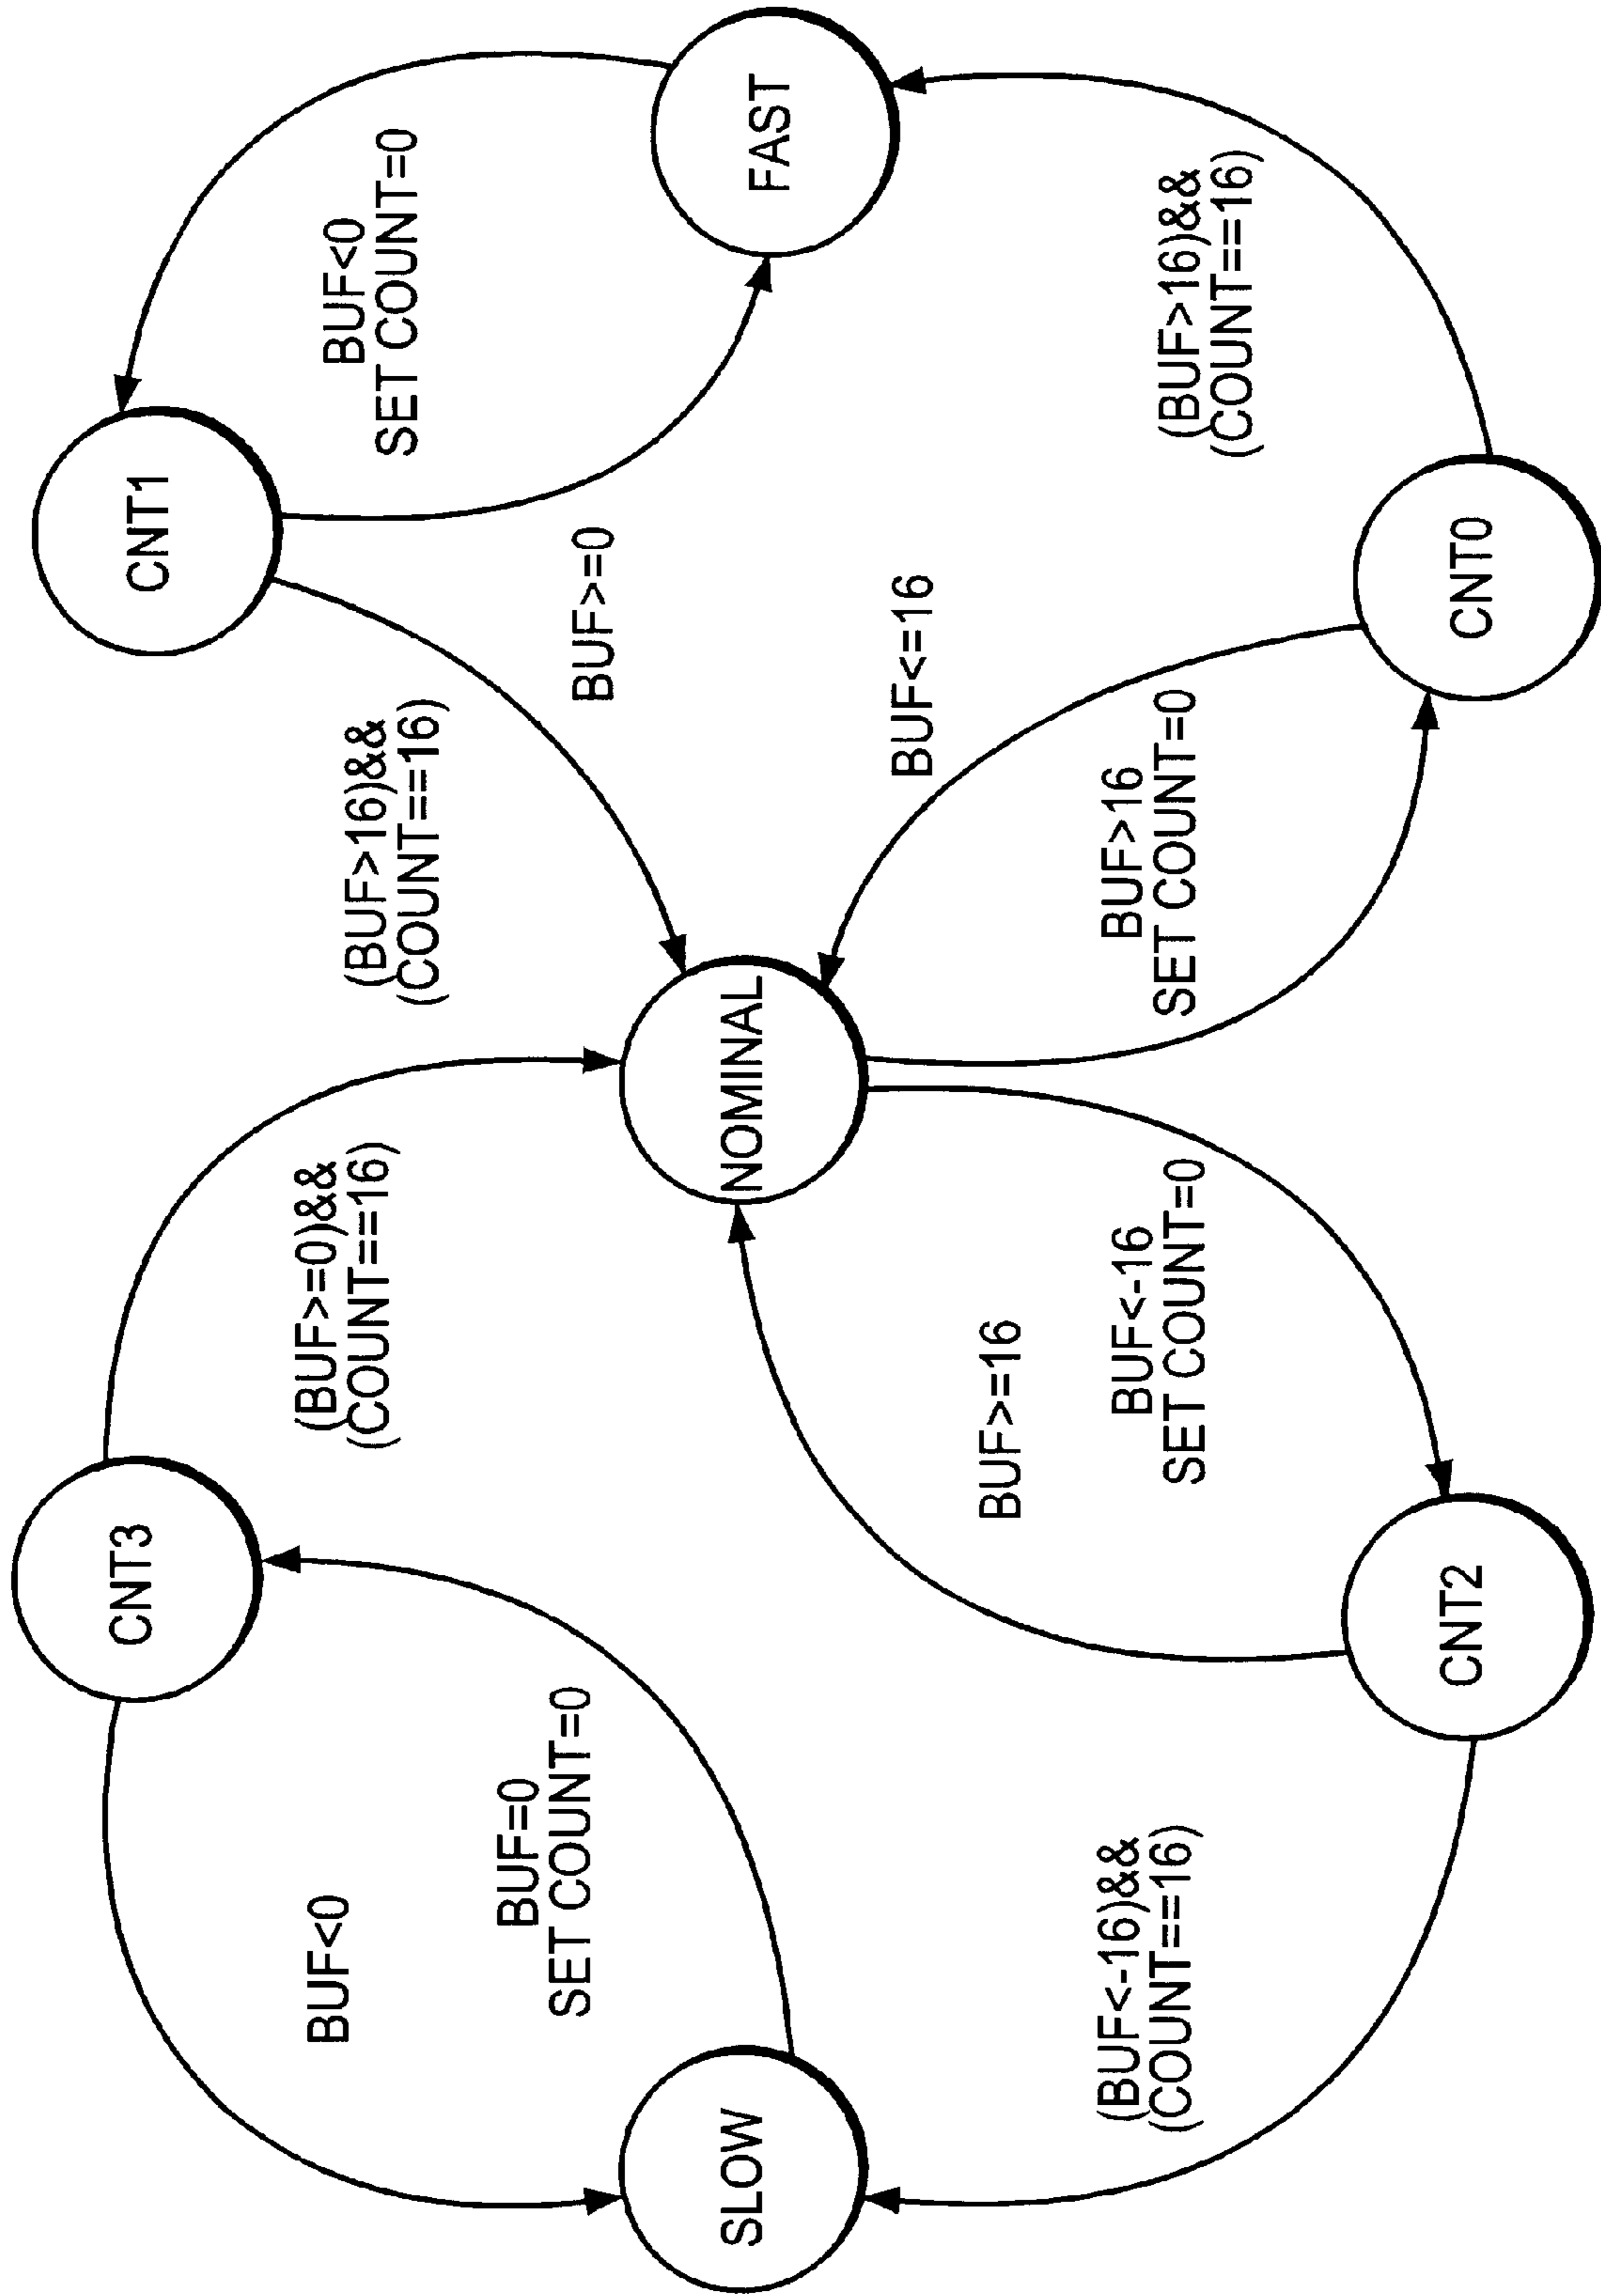 CNT3
CNT1
BUF<0
(BUF>=0)&&
(COUNT==16)
(BUF>16)&&
(COUNT==16)
BUF<0
SET COUNT=0
BUF=0
SET COUNT=0
BUF>=0
SLOW
NOMINAL
FAST
BUF>=16
BUF<=16
(BUF<-16)&&
(COUNT==16)
BUF<-16
SET COUNT=0
BUF>16
SET COUNT=0
(BUF>16)&&
(COUNT==16)
CNT2
CNT0